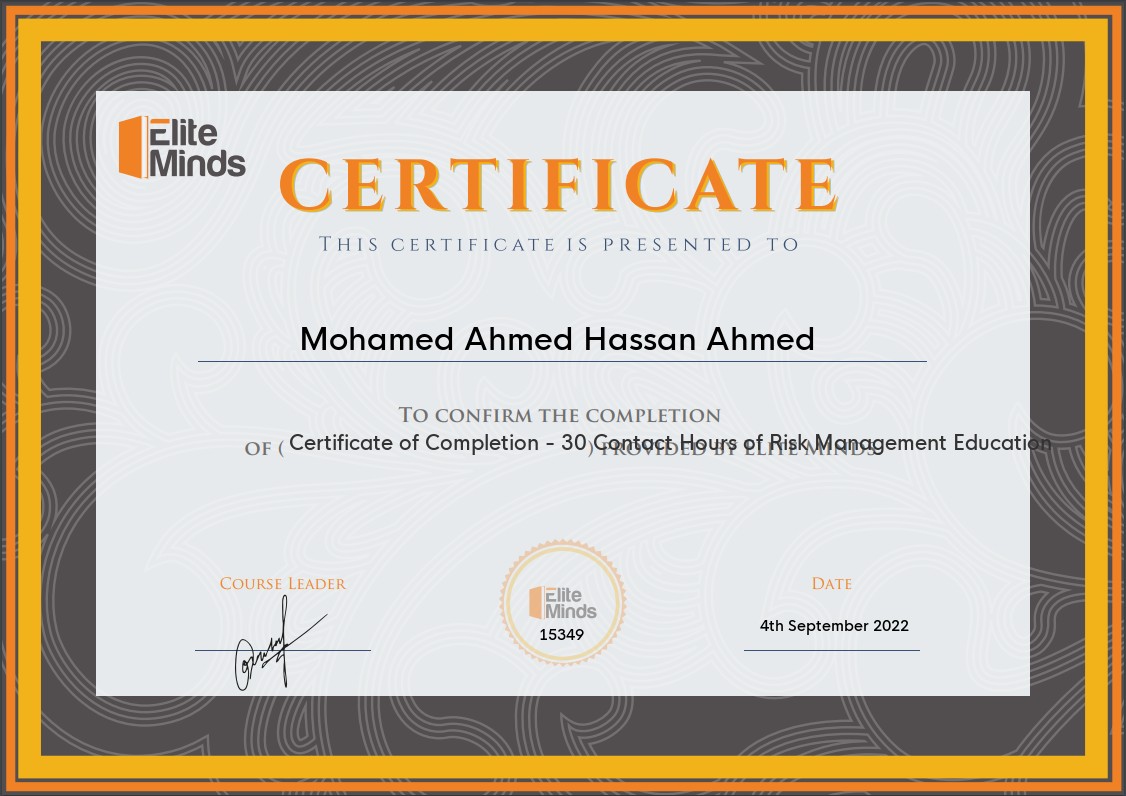 Elite
Minds
CERTIFICATE
THIS CERTIFICATE IS PRESENTED TO
Mohamed Ahmed Hassan Ahmed
TO CONFIRM THE COMPLETION
OF ( Certificate of Completion - 30 Contact Hours of Risk Management Education
) PROVIDED BY ELITE MINDS
COURSE LEADER
DATE
Elite
Minds
15349
4th September 2022